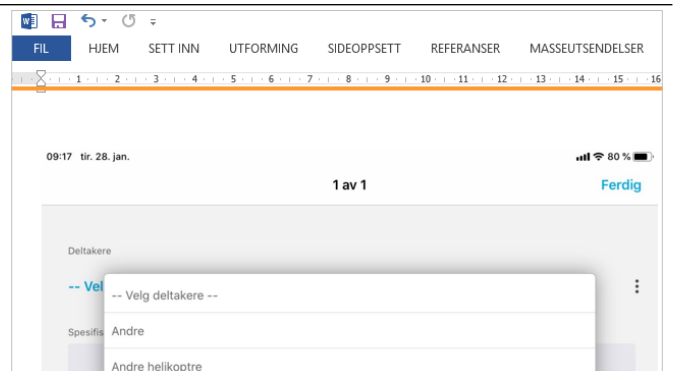 FIL HJEM SETT INN UTFORMING SIDEOPPSETT REFERANSER MASSEUTSENDELSER
1 2 3 4 5 6 7 8 9 10 11 12 13 14 15 16
09:17 tir. 28. jan. 80 %
1 av 1 Ferdig
Deltakere
-- Vel
-- Velg deltakere --
Spesifis
Andre
Andre helikoptre